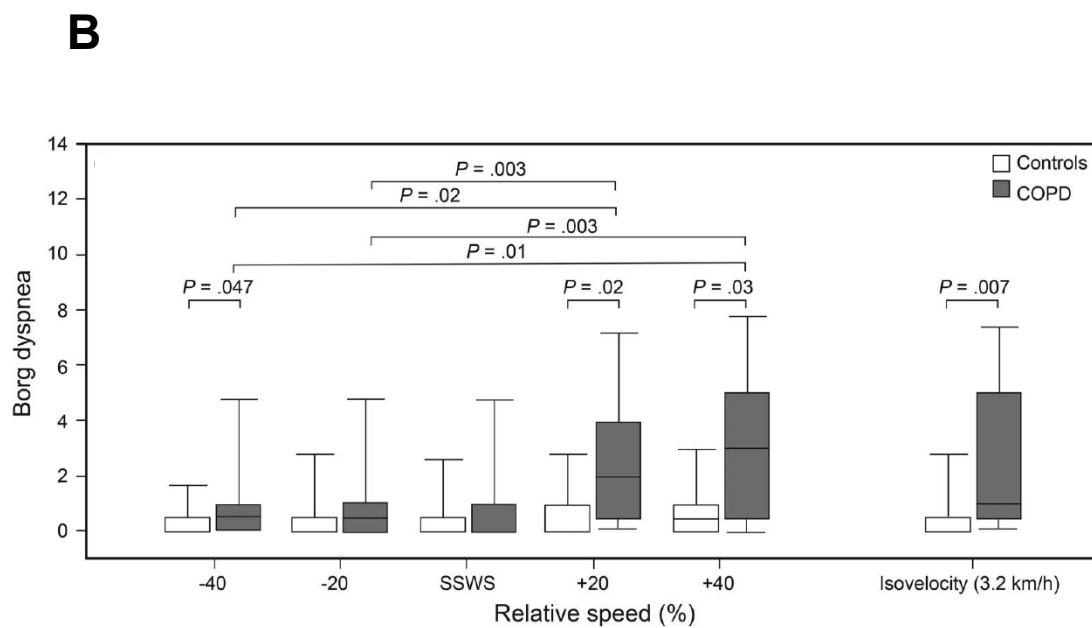 B
14
Controls
P = .003
COPD
12
P = .02
P = .003
10
P = .01
P = .047
P = .02
P = .03
P = .007
8
6
4
2
0
Borg dyspnea
-40
-20
SSWS
+20
+40
Isovelocity (3.2 km/h)
Relative speed (%)